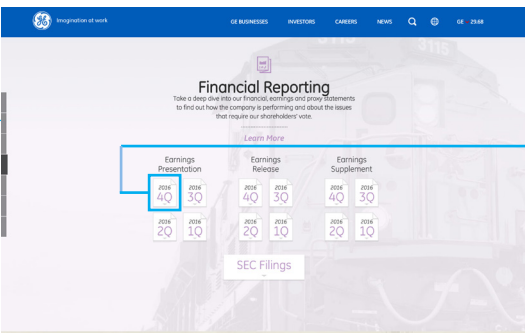 Imagination at work
GE BUSINESSES
INVESTORS
CAREERS
NEWS
GE 29.68
3115
Financial Reporting
Take a deep dive into our financial, earnings and proxy statements
to find out how the company is performing and about the issues
that require our shareholders' vote.
Learn More
Earnings
Presentation
2016 4Q
2016 3Q
2016 2Q
2016 1Q
Earnings
Release
2016 4Q
2016 3Q
2016 2Q
2016 1Q
Earnings
Supplement
2016 4Q
2016 3Q
2016 2Q
2016 1Q
SEC Filings